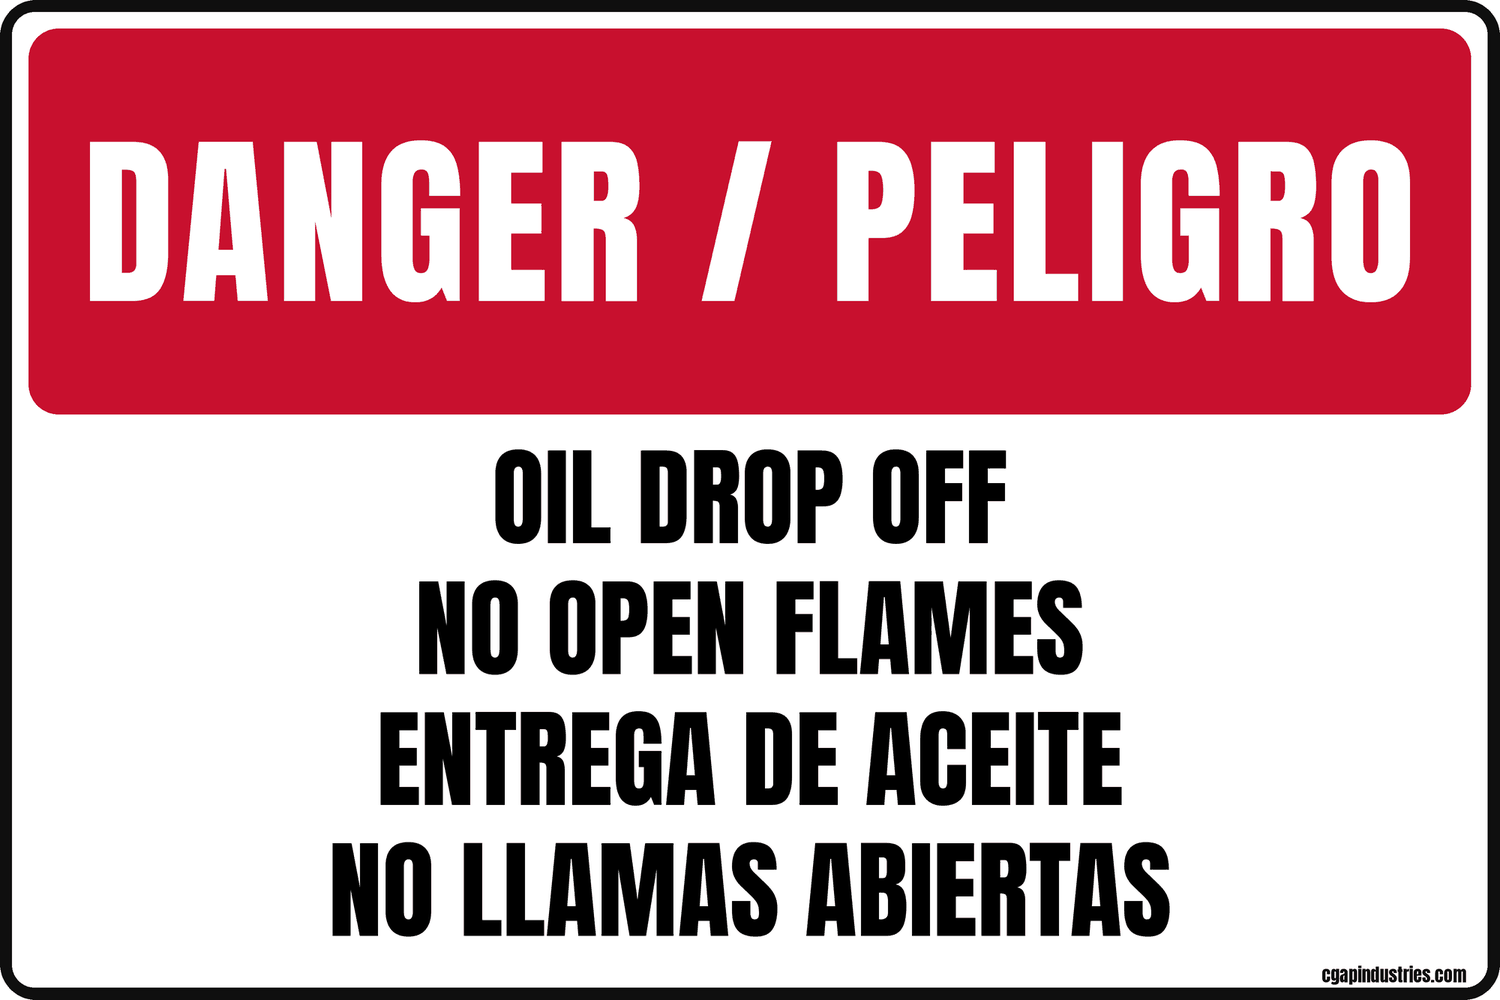 DANGER / PELIGRO
OIL DROP OFF
NO OPEN FLAMES
ENTREGA DE ACEITE
NO LLAMAS ABIERTAS
cgapindustries.com